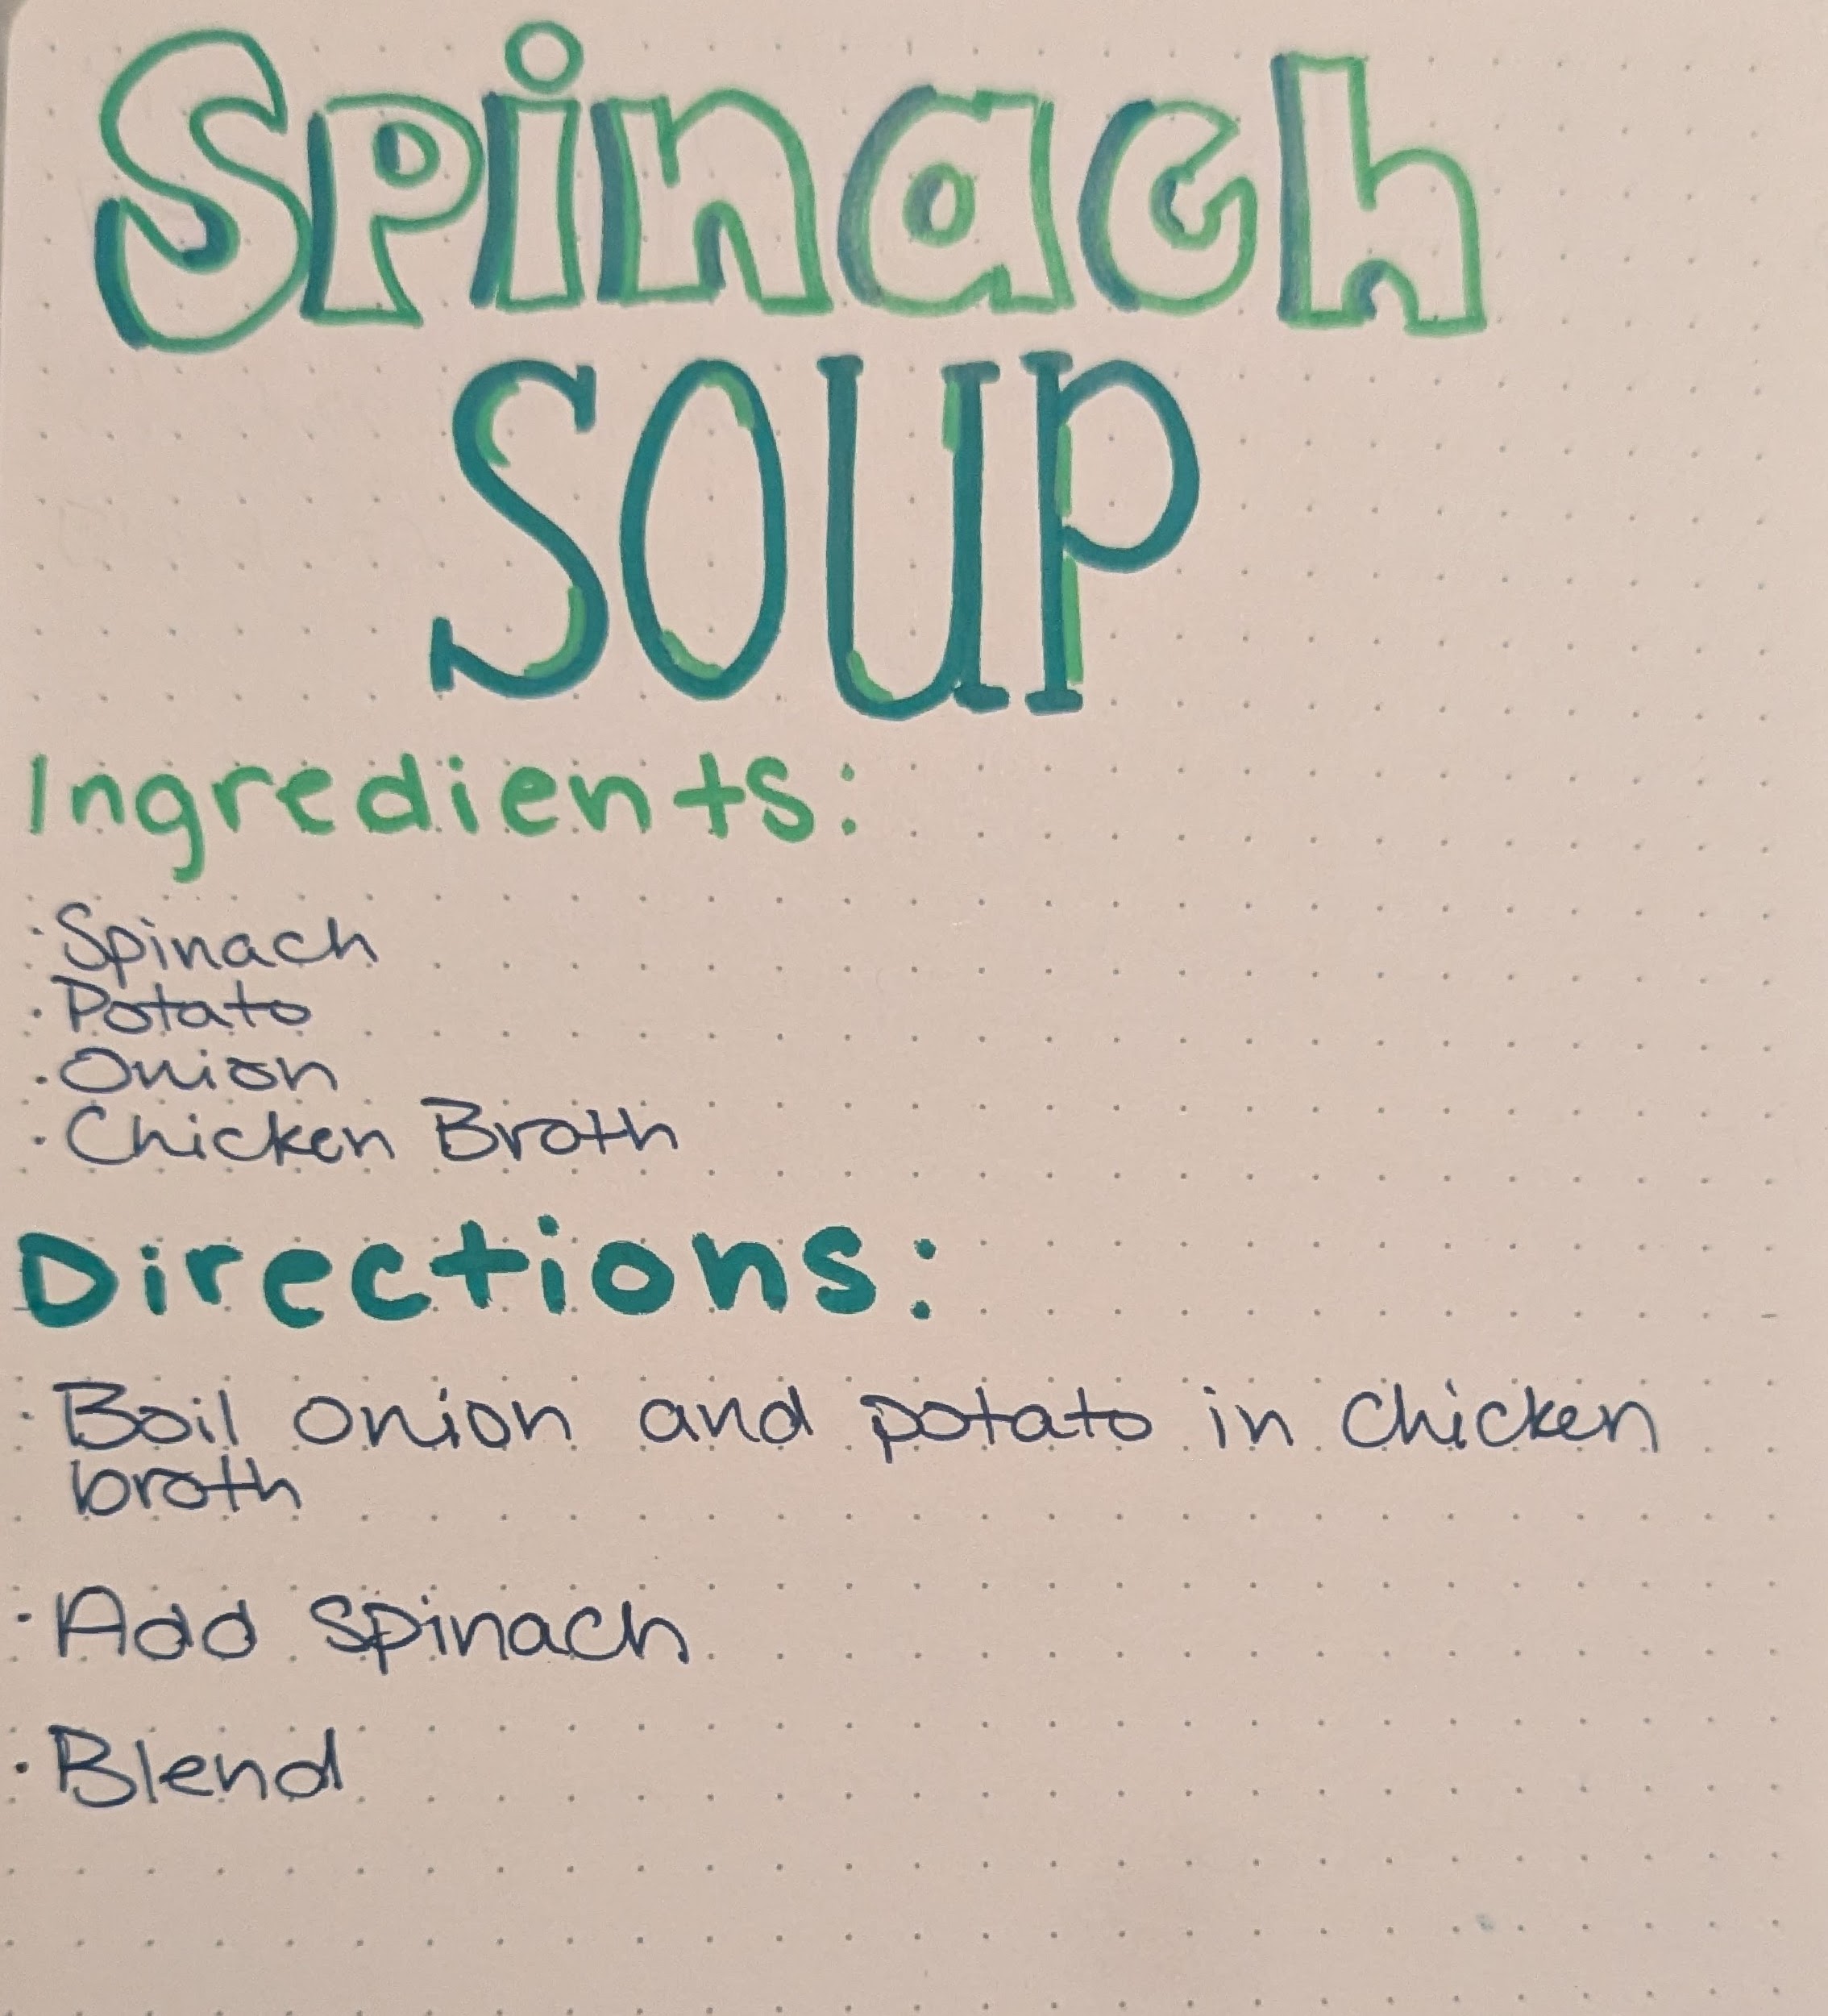 Spinach
SOUP
Ingredients:
· Spinach
· Potato
· Onion
· Chicken Broth
Directions:
· Boil onion and potato in chicken
broth
· Add spinach
· Blend